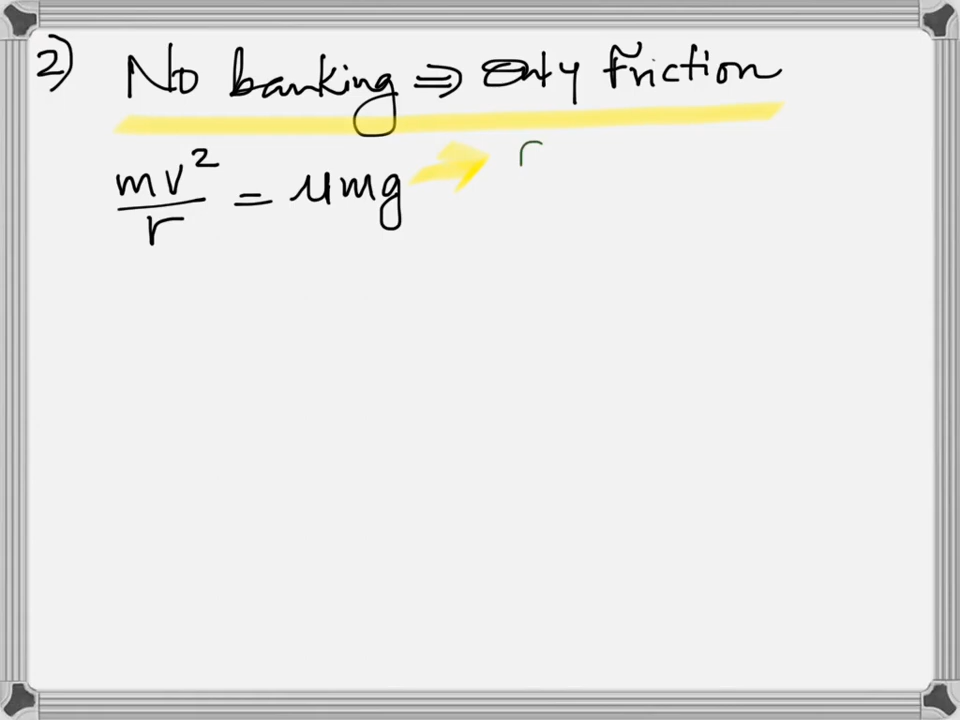 2) No banking ⇒ Only friction
mv²/r = μmg → r